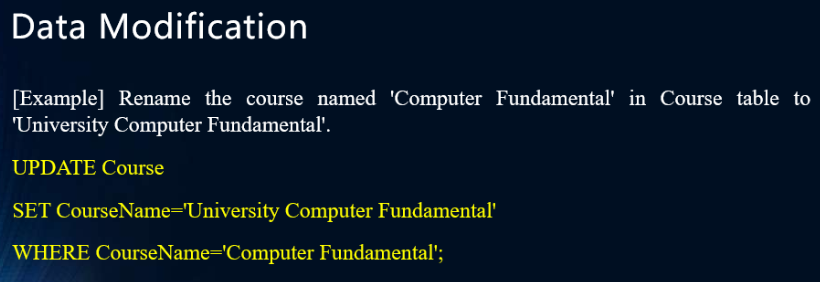 Data Modification
[Example] Rename the course named 'Computer Fundamental' in Course table to
'University Computer Fundamental'.
UPDATE Course
SET CourseName='University Computer Fundamental'
WHERE CourseName='Computer Fundamental';